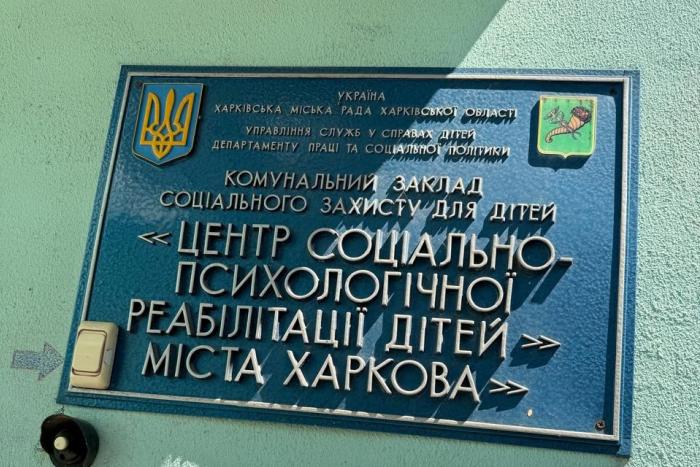 УКРАЇНА
ХАРКІВСЬКА МІСЬКА РАДА ХАРКІВСЬКОЇ ОБЛАСТІ
УПРАВЛІННЯ СЛУЖБ У СПРАВАХ ДІТЕЙ
ДЕПАРТАМЕНТУ ПРАЦІ ТА СОЦІАЛЬНОЇ ПОЛІТИКИ
КОМУНАЛЬНИЙ ЗАКЛАД
СОЦІАЛЬНОГО ЗАХИСТУ ДЛЯ ДІТЕЙ
«ЦЕНТР СОЦІАЛЬНО-
ПСИХОЛОГІЧНОЇ
РЕАБІЛІТАЦІЇ ДІТЕЙ»
МІСТА ХАРКОВА»